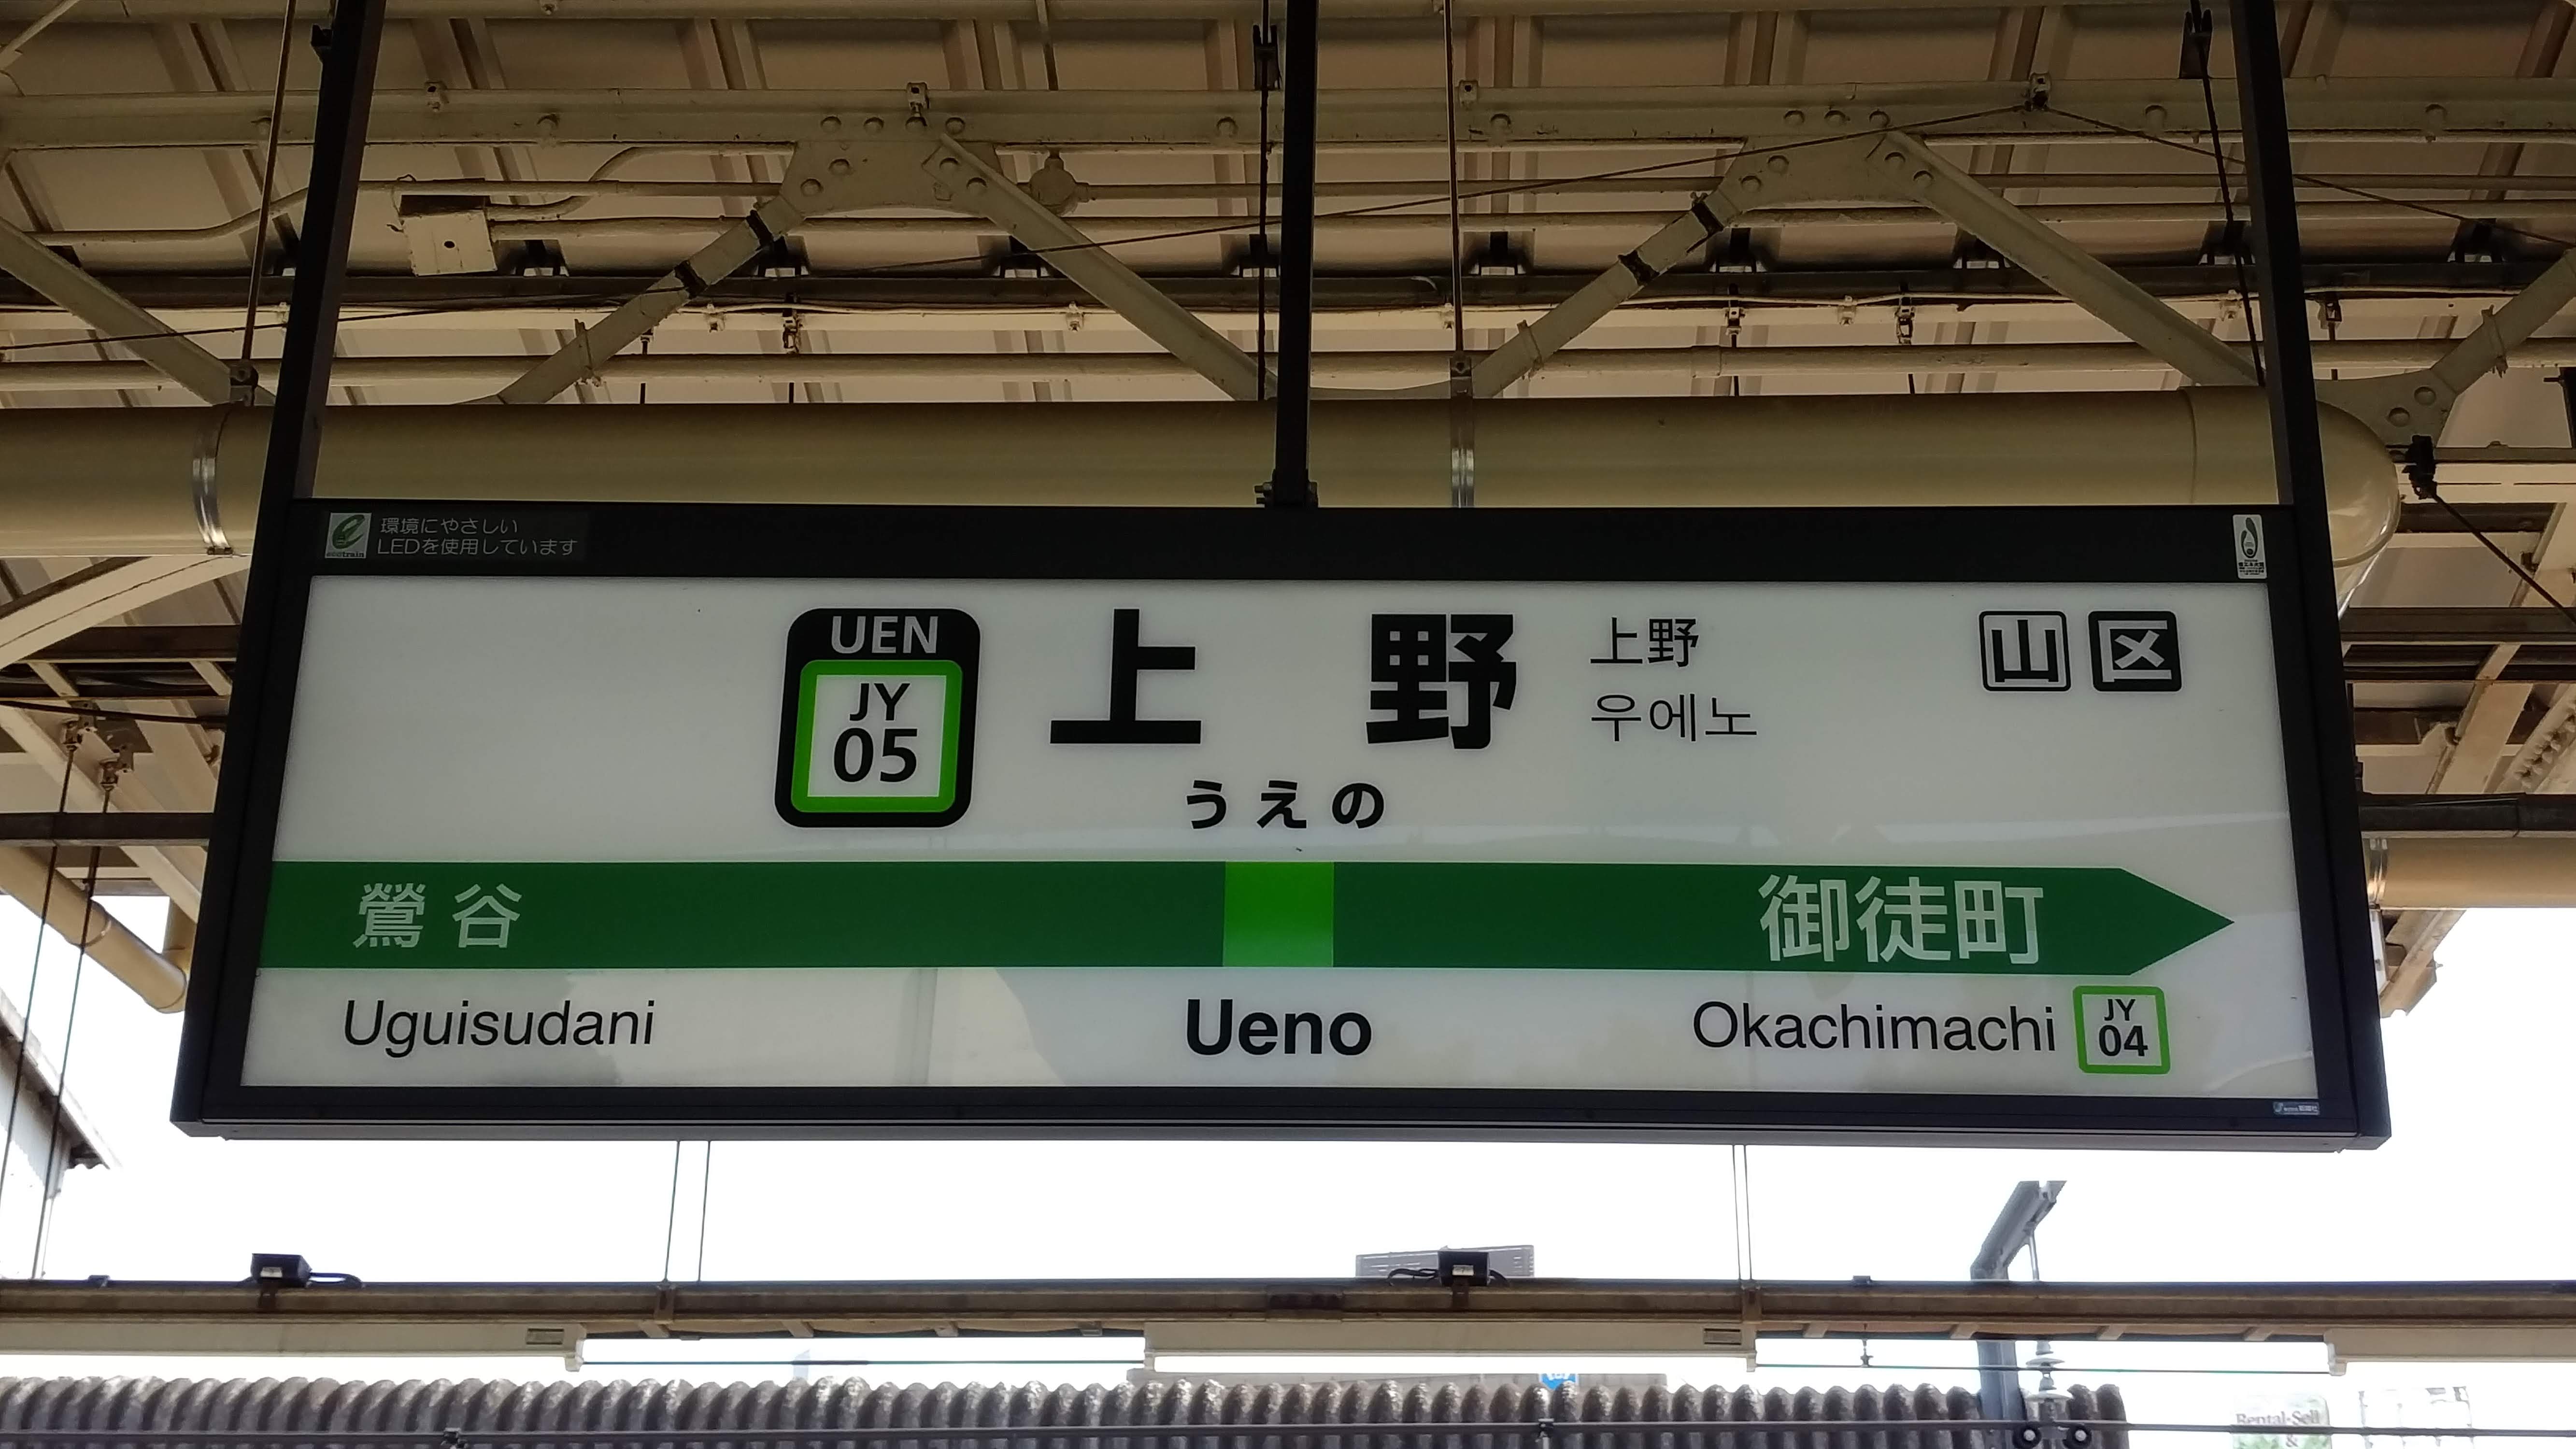 環境にやさしい
LEDを使用しています
UEN
JY
05
上野
上野
우에노
山 区
うえの
鶯谷
御徒町
Uguisudani
Ueno
Okachimachi
JY
04